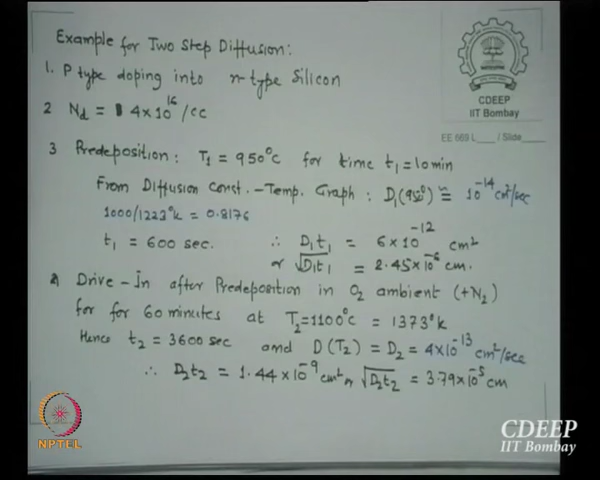 Example for Two Step Diffusion:
1. P type doping into n-type Silicon
2 Nd = 4×10^16 /cc
3 Predeposition: T1 = 950°C for time t1 = 10min
From Diffusion Const.-Temp. Graph: D1(950°) ≅ 10^-14 cm²/sec
1000/1223°k = 0.8176
t1 = 600 sec. ∴ D1t1 = 6×10^-12 cm²
or √D1t1 = 2.45×10^-6 cm.
4) Drive-In after Predeposition in O2 ambient (+N2)
for for 60 minutes at T2=1100°C = 1373°k
Hence t2 = 3600 sec and D(T2) = D2 = 4×10^-13 cm²/sec
∴ D2t2 = 1.44×10^-9 cm² or √D2t2 = 3.79×10^-5 cm
CDEEP
IIT Bombay
EE 669 L___ / Slide___
NPTEL
CDEEP
IIT Bombay